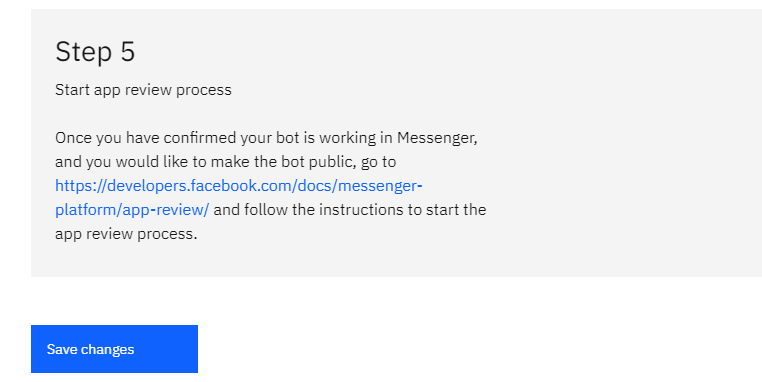 Step 5
Start app review process
Once you have confirmed your bot is working in Messenger,
and you would like to make the bot public, go to
https://developers.facebook.com/docs/messenger-
platform/app-review/ and follow the instructions to start the
app review process.
Save changes